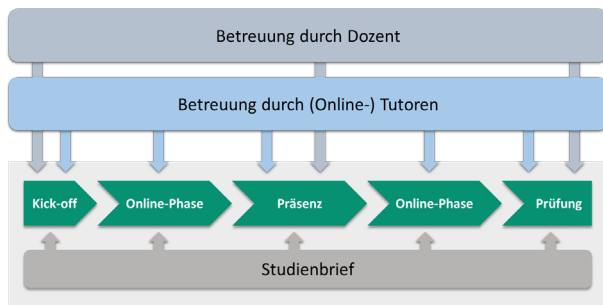 Betreuung durch Dozent
Betreuung durch (Online-) Tutoren
Kick-off
Online-Phase
Präsenz
Online-Phase
Prüfung
Studienbrief